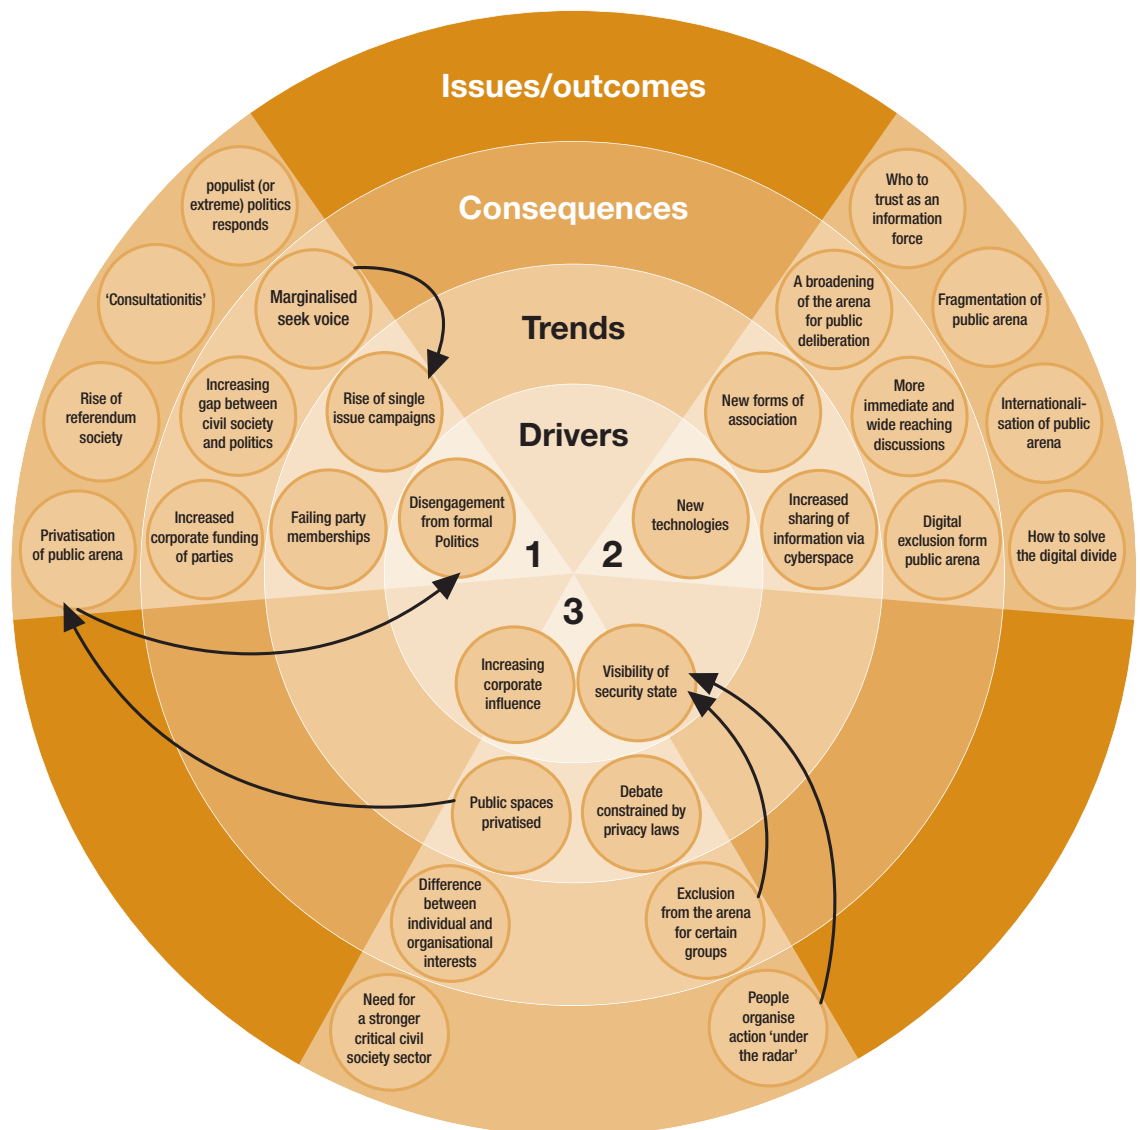 Issues/outcomes
Consequences
Trends
Drivers
1
2
3
populist (or
extreme) politics
responds
‘Consultationitis’
Rise of
referendum
society
Privatisation
of public arena
Marginalised
seek voice
Increasing
gap between
civil society
and politics
Increased
corporate funding
of parties
Rise of single
issue campaigns
Failing party
memberships
Disengagement
from formal
Politics
Who to
trust as an
information
force
Fragmentation of
public arena
Internationali-
sation of public
arena
How to solve
the digital divide
A broadening
of the arena
for public
deliberation
More
immediate and
wide reaching
discussions
Digital
exclusion form
public arena
New forms of
association
Increased
sharing of
information via
cyberspace
New
technologies
Increasing
corporate
influence
Visibility of
security state
Public spaces
privatised
Debate
constrained by
privacy laws
Difference
between
individual and
organisational
interests
Exclusion
from the arena
for certain
groups
Need for
a stronger
critical civil
society sector
People
organise
action ‘under
the radar’